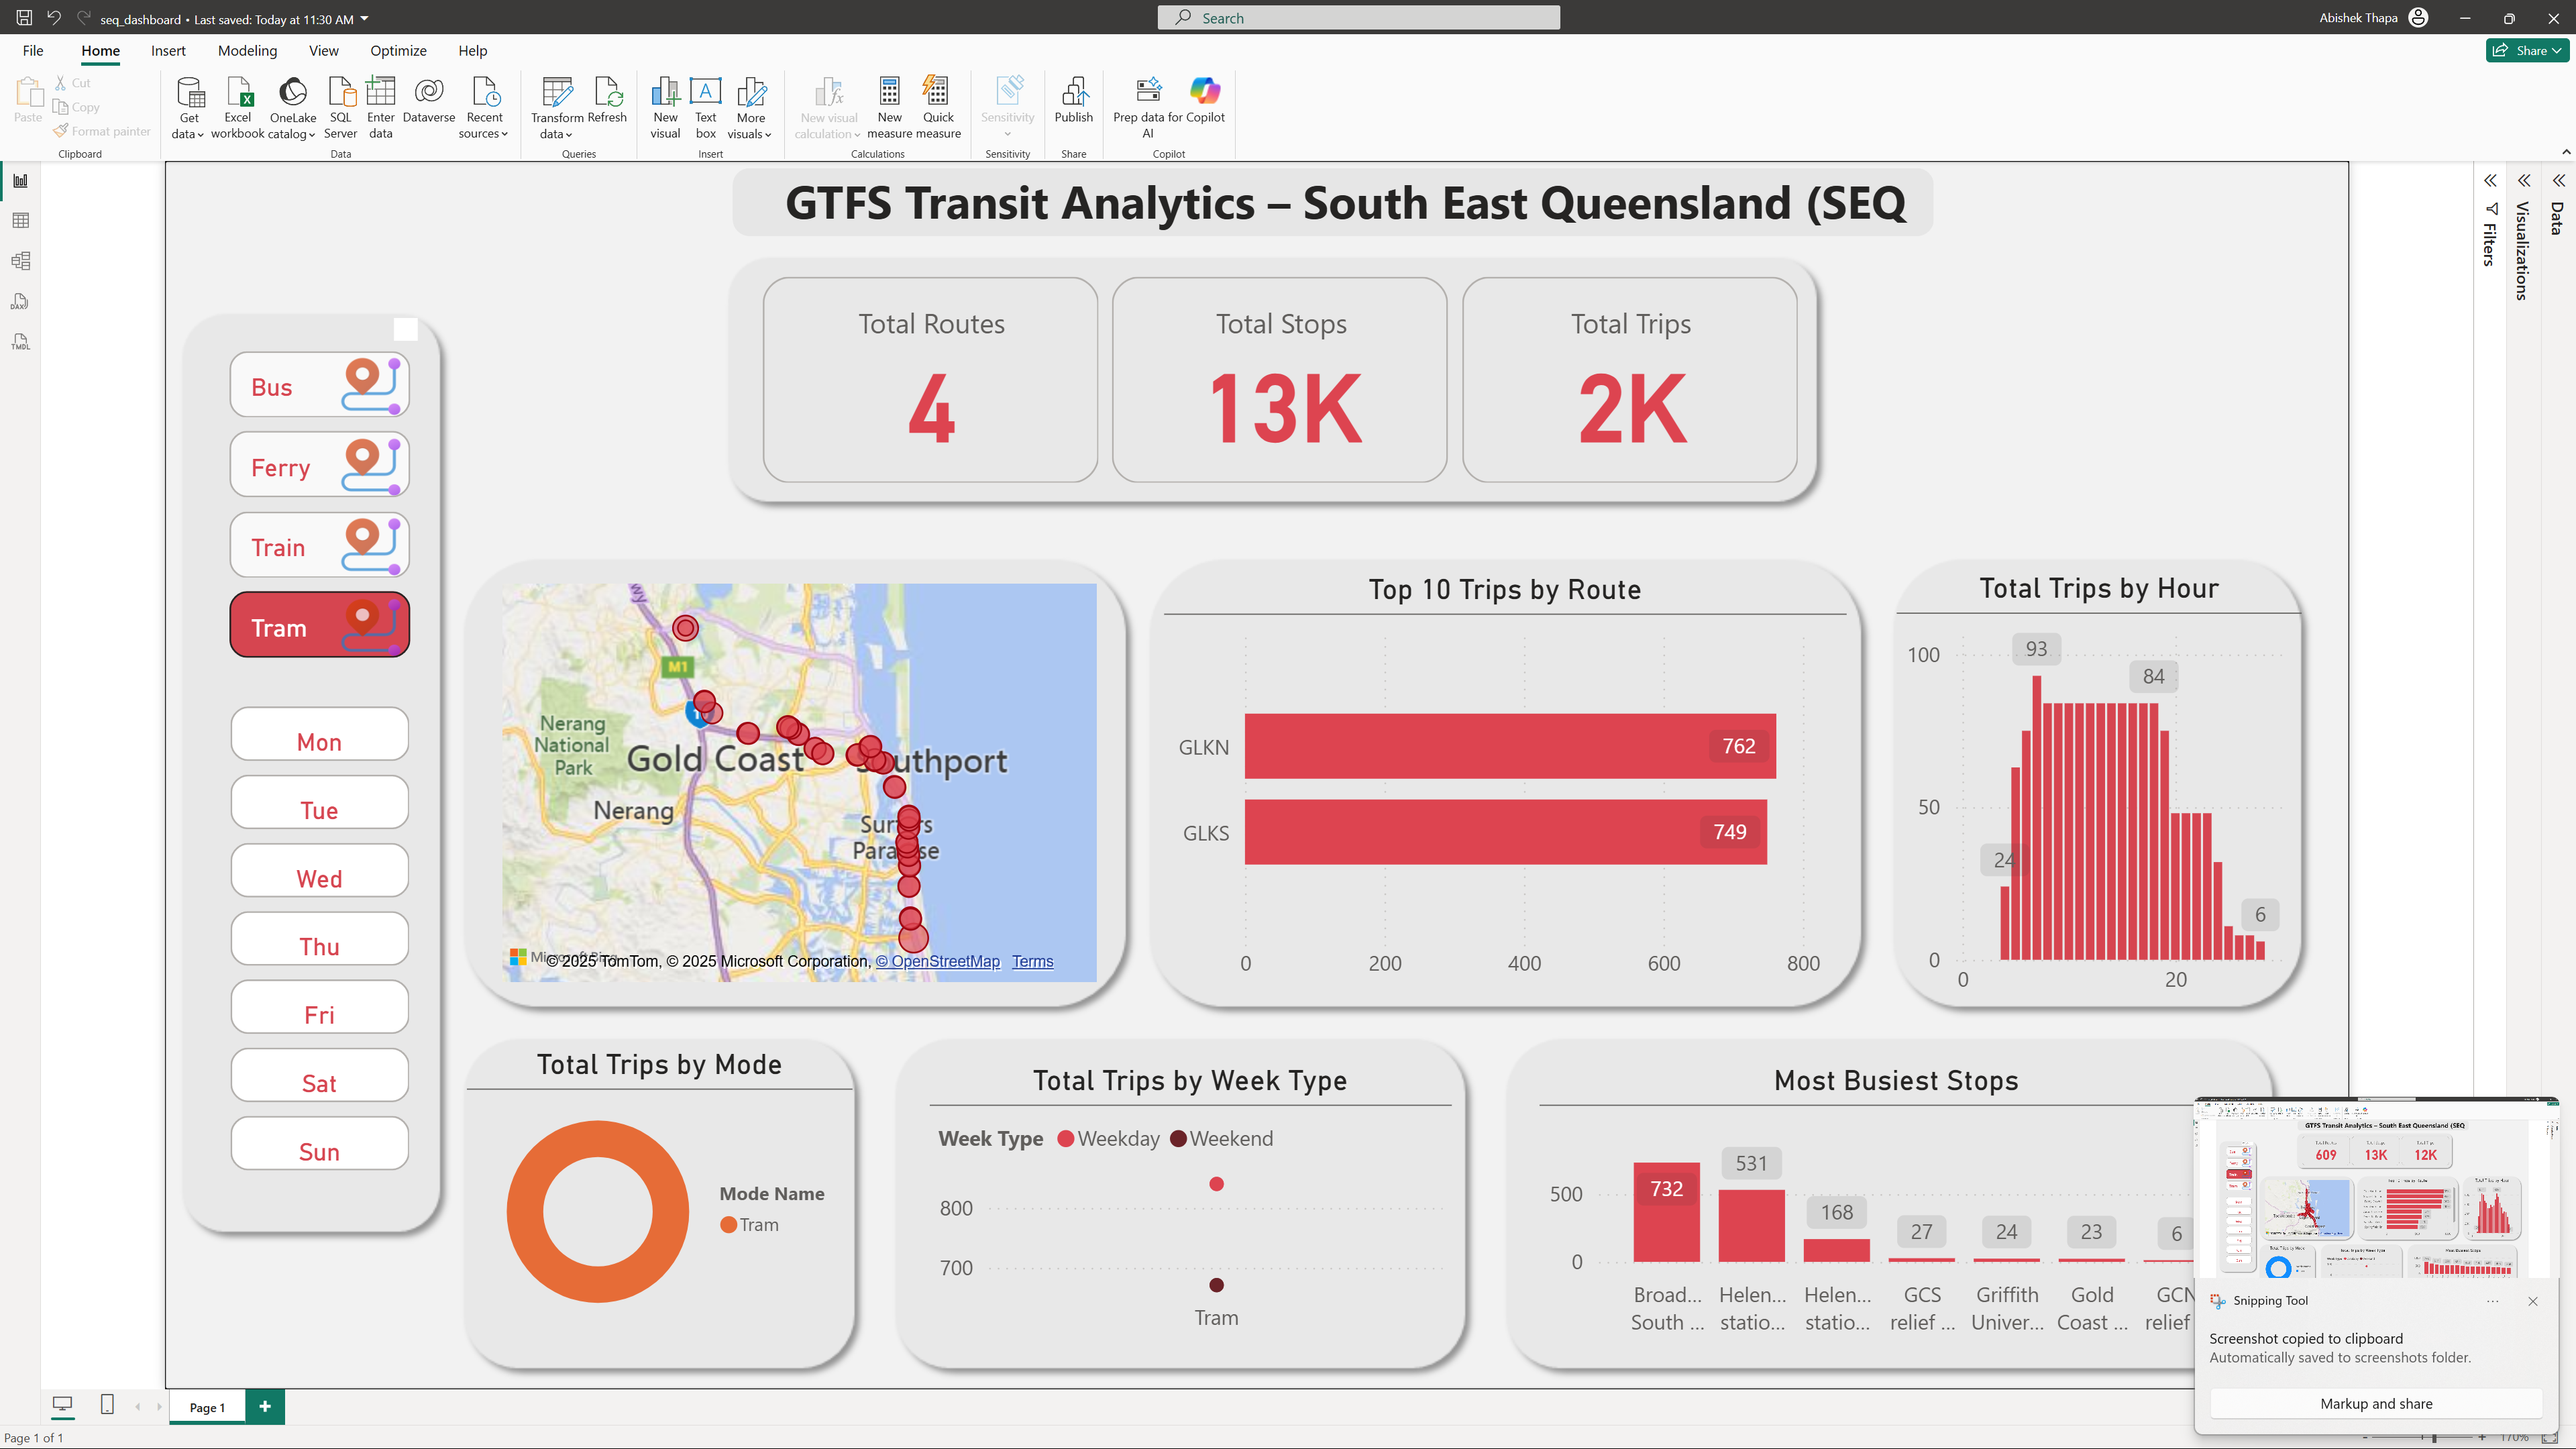 seq_dashboard • Last saved: Today at 11:30 AM
Search
Abishek Thapa
File Home Insert Modeling View Optimize Help
Share
Paste
Cut
Copy
Format painter
Clipboard
Get data
Excel workbook
OneLake catalog
SQL Server
Enter data
Dataverse
Recent sources
Data
Transform data
Refresh
Queries
New visual
Text box
More visuals
Insert
New visual calculation
New measure
Quick measure
Calculations
Sensitivity
Sensitivity
Publish
Share
Prep data for AI
Copilot
Copilot
DAX
TMDL
Filters
Visualizations
Data
GTFS Transit Analytics – South East Queensland (SEQ
Total Routes
4
Total Stops
13K
Total Trips
2K
Bus
Ferry
Train
Tram
Mon
Tue
Wed
Thu
Fri
Sat
Sun
M1
Nerang
National
Park
Gold Coast
Nerang
© 2025 TomTom, © 2025 Microsoft Corporation, © OpenStreetMap Terms
Top 10 Trips by Route
GLKN 762
GLKS 749
0 200 400 600 800
Total Trips by Hour
100
93
84
50
24
6
0
0 20
Total Trips by Mode
Mode Name
Tram
Total Trips by Week Type
Week Type Weekday Weekend
800
700
Tram
Most Busiest Stops
500
0
732 531 168 27 24 23 6
Broad... Helen... Helen... GCS Griffith Gold
South ... statio... statio... relief ... Univer... Coast ... relief
GTFS Transit Analytics – South East Queensland (SEQ
609 13K 12K
Snipping Tool
Screenshot copied to clipboard
Automatically saved to screenshots folder.
Markup and share
Page 1
Page 1 of 1
170%